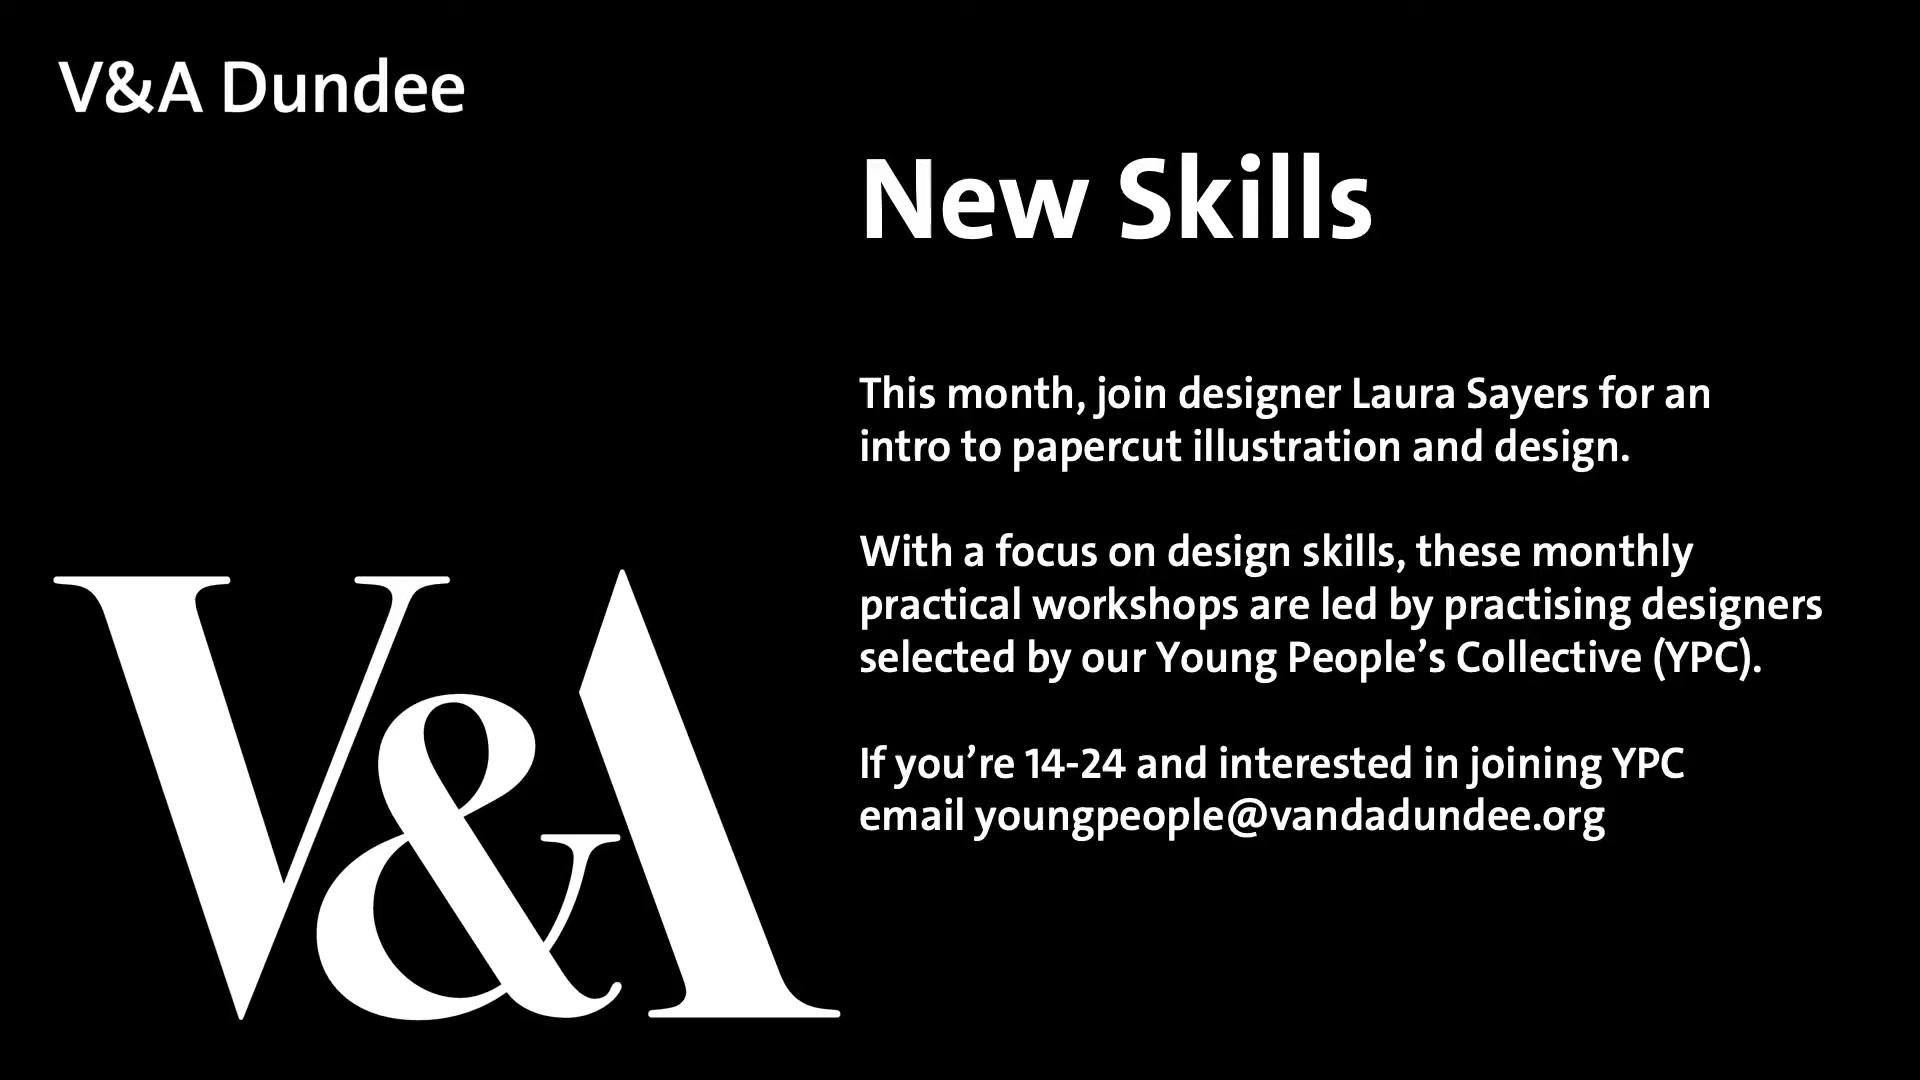 V&A Dundee
New Skills
This month, join designer Laura Sayers for an
intro to papercut illustration and design.
With a focus on design skills, these monthly
practical workshops are led by practising designers
selected by our Young People’s Collective (YPC).
If you’re 14-24 and interested in joining YPC
email youngpeople@vandadundee.org
V&A